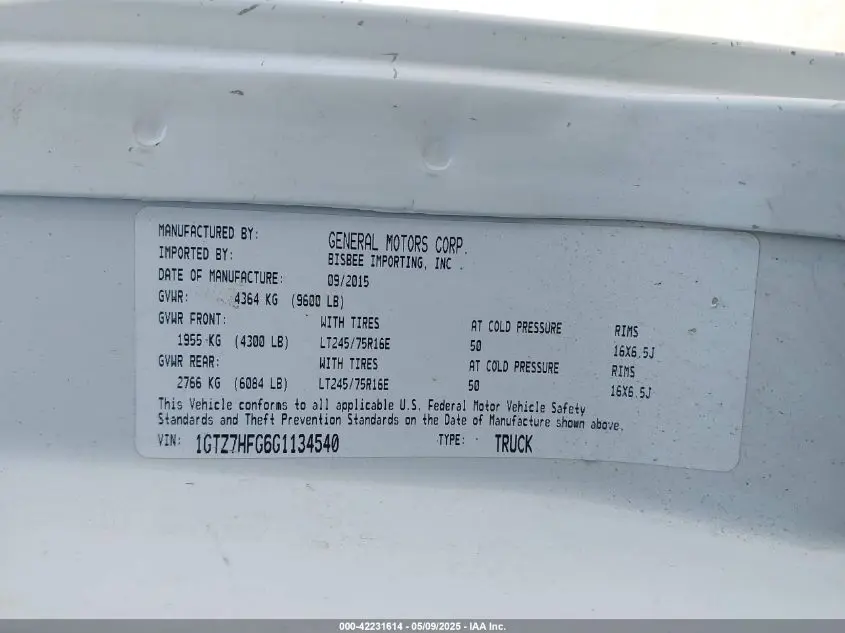 MANUFACTURED BY: GENERAL MOTORS CORP.
IMPORTED BY: BISBEE IMPORTING, INC .
DATE OF MANUFACTURE: 09/2015
GVWR: 4364 KG (9600 LB)
GVWR FRONT: WITH TIRES AT COLD PRESSURE RIMS
1955 KG (4300 LB) LT245/75R16E 50 16X6.5J
GVWR REAR: WITH TIRES AT COLD PRESSURE RIMS
2766 KG (6084 LB) LT245/75R16E 50 16X6.5J
This Vehicle conforms to all applicable U.S. Federal Motor Vehicle Safety
Standards and Theft Prevention Standards on the Date of Manufacture shown above.
VIN: 1GTZ7HFG6G1134540 TYPE: TRUCK
000-42231614 - 05/09/2025 - IAA Inc.